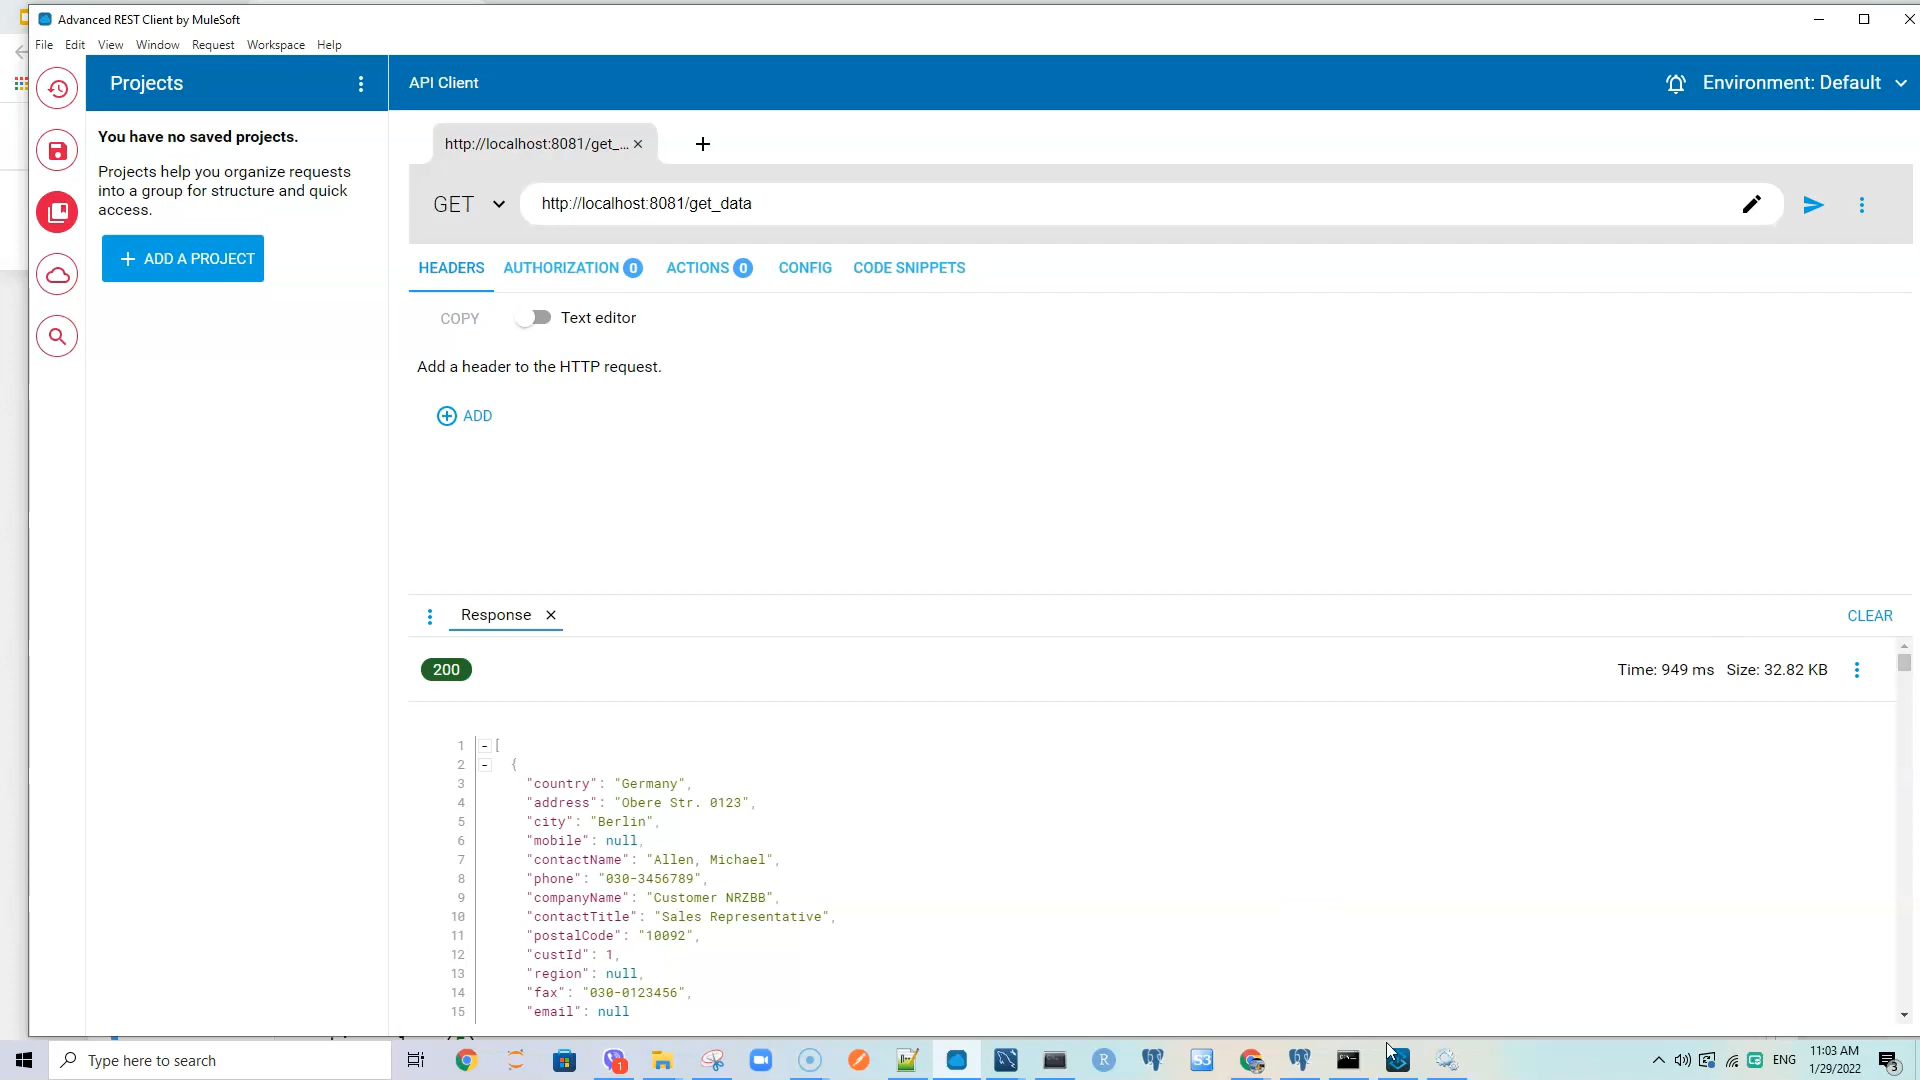 Advanced REST Client by MuleSoft
File Edit View Window Request Workspace Help
Projects
API Client
Environment: Default
You have no saved projects.
Projects help you organize requests
into a group for structure and quick
access.
+ ADD A PROJECT
http://localhost:8081/get_... × +
GET http://localhost:8081/get_data
HEADERS AUTHORIZATION 0 ACTIONS 0 CONFIG CODE SNIPPETS
COPY Text editor
Add a header to the HTTP request.
ADD
Response × CLEAR
200 Time: 949 ms Size: 32.82 KB
1 - [
2 - {
3 "country": "Germany",
4 "address": "Obere Str. 0123",
5 "city": "Berlin",
6 "mobile": null,
7 "contactName": "Allen, Michael",
8 "phone": "030-3456789",
9 "companyName": "Customer NRZBB",
10 "contactTitle": "Sales Representative",
11 "postalCode": "10092",
12 "custId": 1,
13 "region": null,
14 "fax": "030-0123456",
15 "email": null
Type here to search
1
R
S3
ENG
11:03 AM
1/29/2022
3